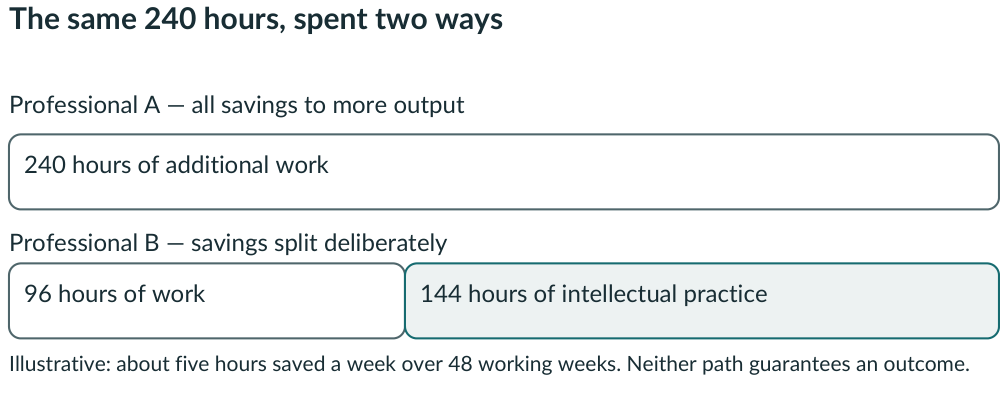 The same 240 hours, spent two ways
Professional A — all savings to more output
240 hours of additional work
Professional B — savings split deliberately
96 hours of work
144 hours of intellectual practice
Illustrative: about five hours saved a week over 48 working weeks. Neither path guarantees an outcome.